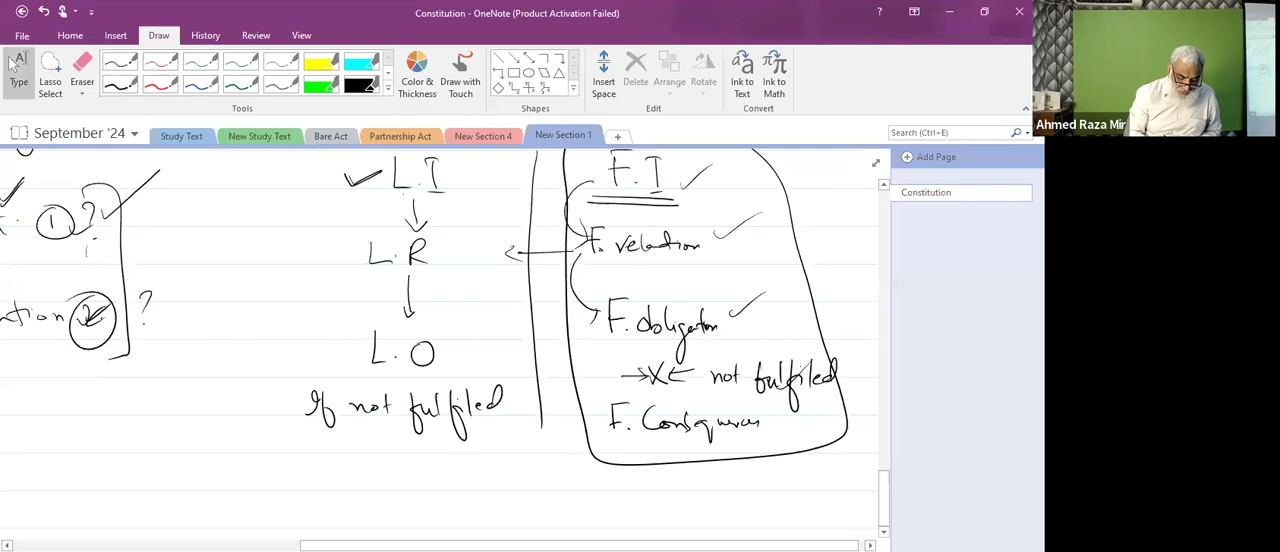 Constitution - OneNote (Product Activation Failed)
?
File
Home
Insert
Draw
History
Review
View
Type
Lasso Select
Eraser
Color & Thickness
Draw with Touch
Insert Space
Delete
Arrange
Rotate
Ink to Text
Ink to Math
Tools
Shapes
Edit
Convert
September '24
Study Text
New Study Text
Bare Act
Partnership Act
New Section 4
New Section 1
Search (Ctrl+E)
Add Page
Constitution
Ahmed Raza Mir
L.I
F.I
1 ?
L.R
F. relation
ntion 2 ?
F. obligation
L.O
not fulfiled
If not fulfiled
F.